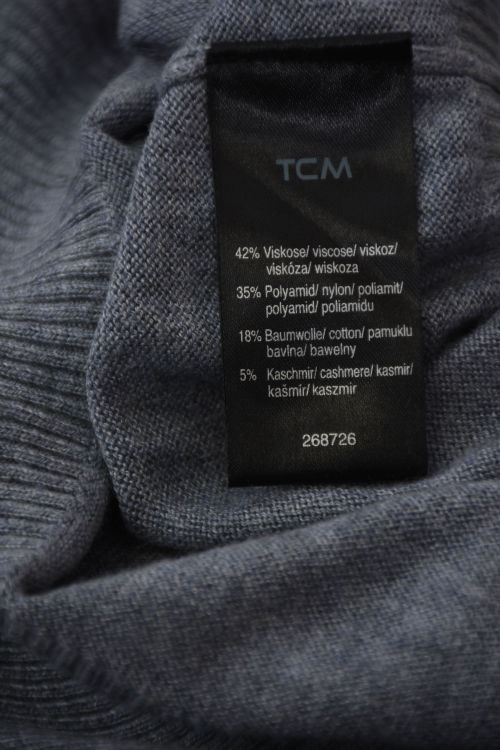 TCM
42% Viskose/ viscose/ viskoz/
viskóza/ wiskoza
35% Polyamid/ nylon/ poliamit/
polyamid/ poliamidu
18% Baumwolle/ cotton/ pamuklu
bavlna/ bawełny
5% Kaschmir/ cashmere/ kasmir/
kašmír/ kaszmir
268726